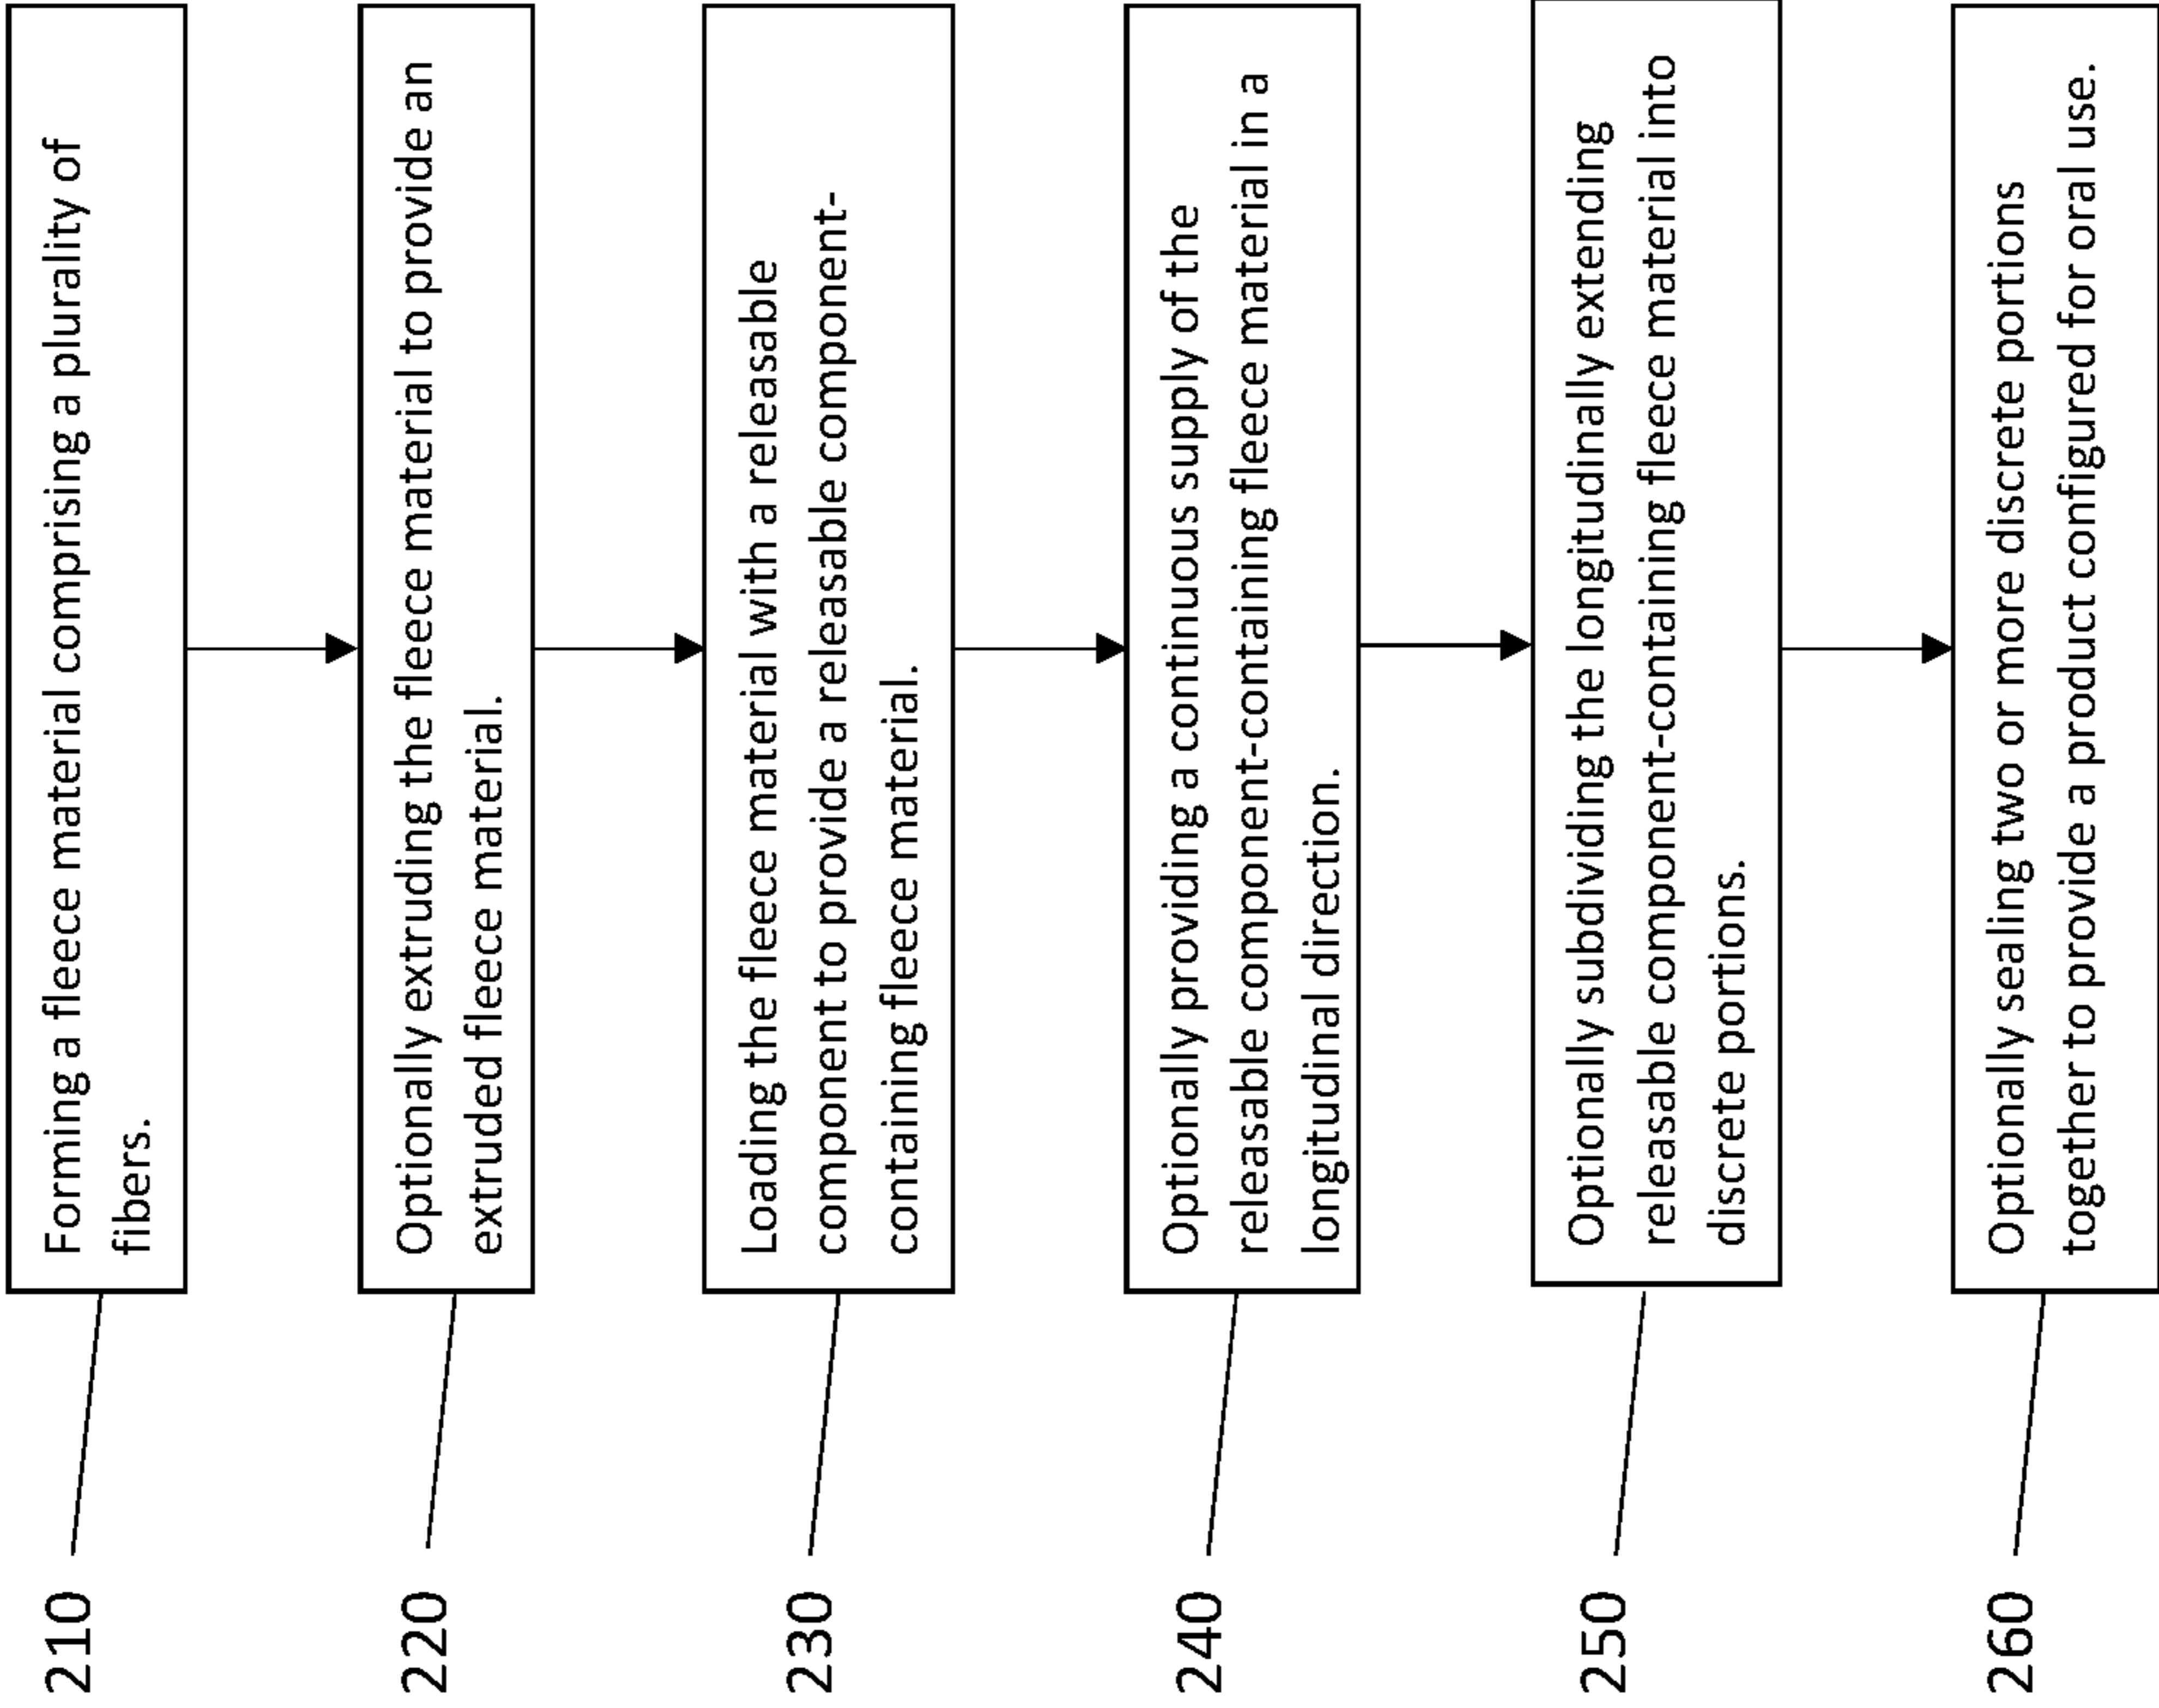 210
Forming a fleece material comprising a plurality of
fibers.
220
Optionally extruding the fleece material to provide an
extruded fleece material.
230
Loading the fleece material with a releasable
component to provide a releasable component-
containing fleece material.
240
Optionally providing a continuous supply of the
releasable component-containing fleece material in a
longitudinal direction.
250
Optionally subdividing the longitudinally extending
releasable component-containing fleece material into
discrete portions.
260
Optionally sealing two or more discrete portions
together to provide a product configured for oral use.